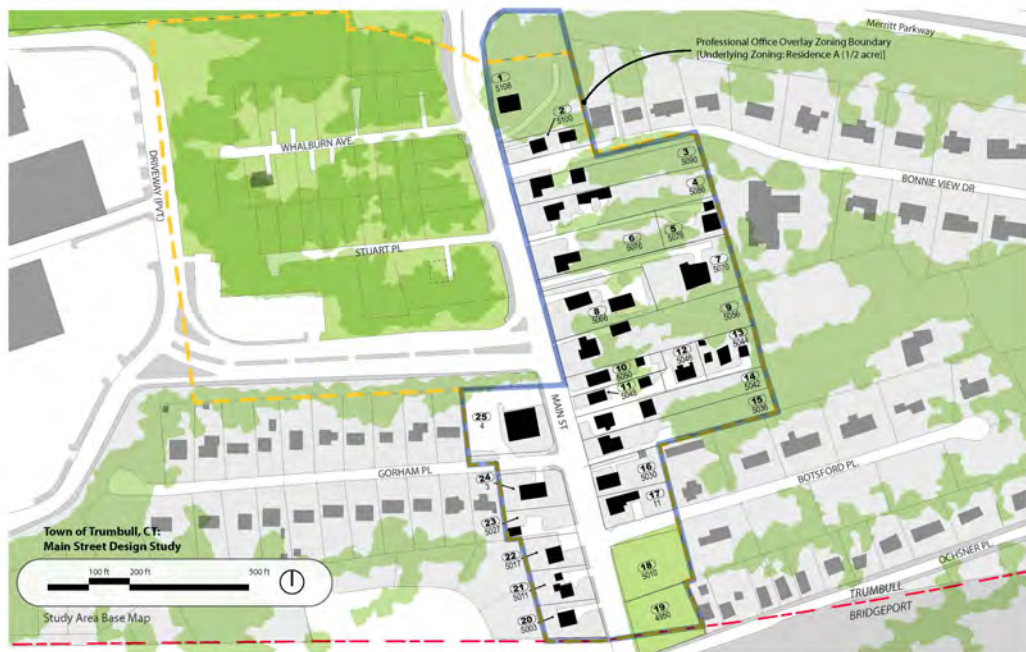 Merritt Parkway
Professional Office Overlay Zoning Boundary
[Underlying Zoning: Residence A (1/2 acre)]
1
5108
2
5100
WHALBURN AVE
DRIVEWAY (PVT.)
3
5090
4
5086
BONNIE VIEW DR
STUART PL
5
5078
6
5076
7
5070
8
5066
9
5056
13
5044
12
5046
10
5050
11
5048
14
5042
15
5036
MAIN ST
25
4
GORHAM PL
24
3
16
5030
17
11
BOTSFORD PL.
23
5027
22
5017
21
5011
20
5003
18
5010
19
4950
OCHSNER PL.
TRUMBULL
BRIDGEPORT
Town of Trumbull, CT:
Main Street Design Study
100 ft 200 ft 500 ft
Study Area Base Map